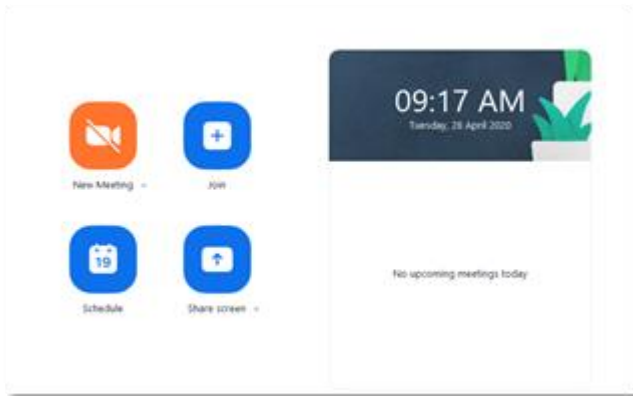 09:17 AM
Tuesday, 28 April 2020
New Meeting
Join
19
Schedule
Share screen
No upcoming meetings today